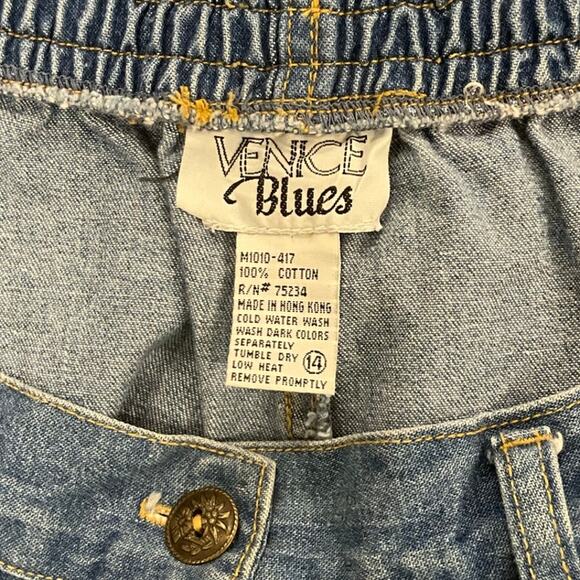 VENICE
Blues
M1010-417
100% COTTON
R/N# 75234
MADE IN HONG KONG
COLD WATER WASH
WASH DARK COLORS
SEPARATELY
TUMBLE DRY
LOW HEAT 14
REMOVE PROMPTLY